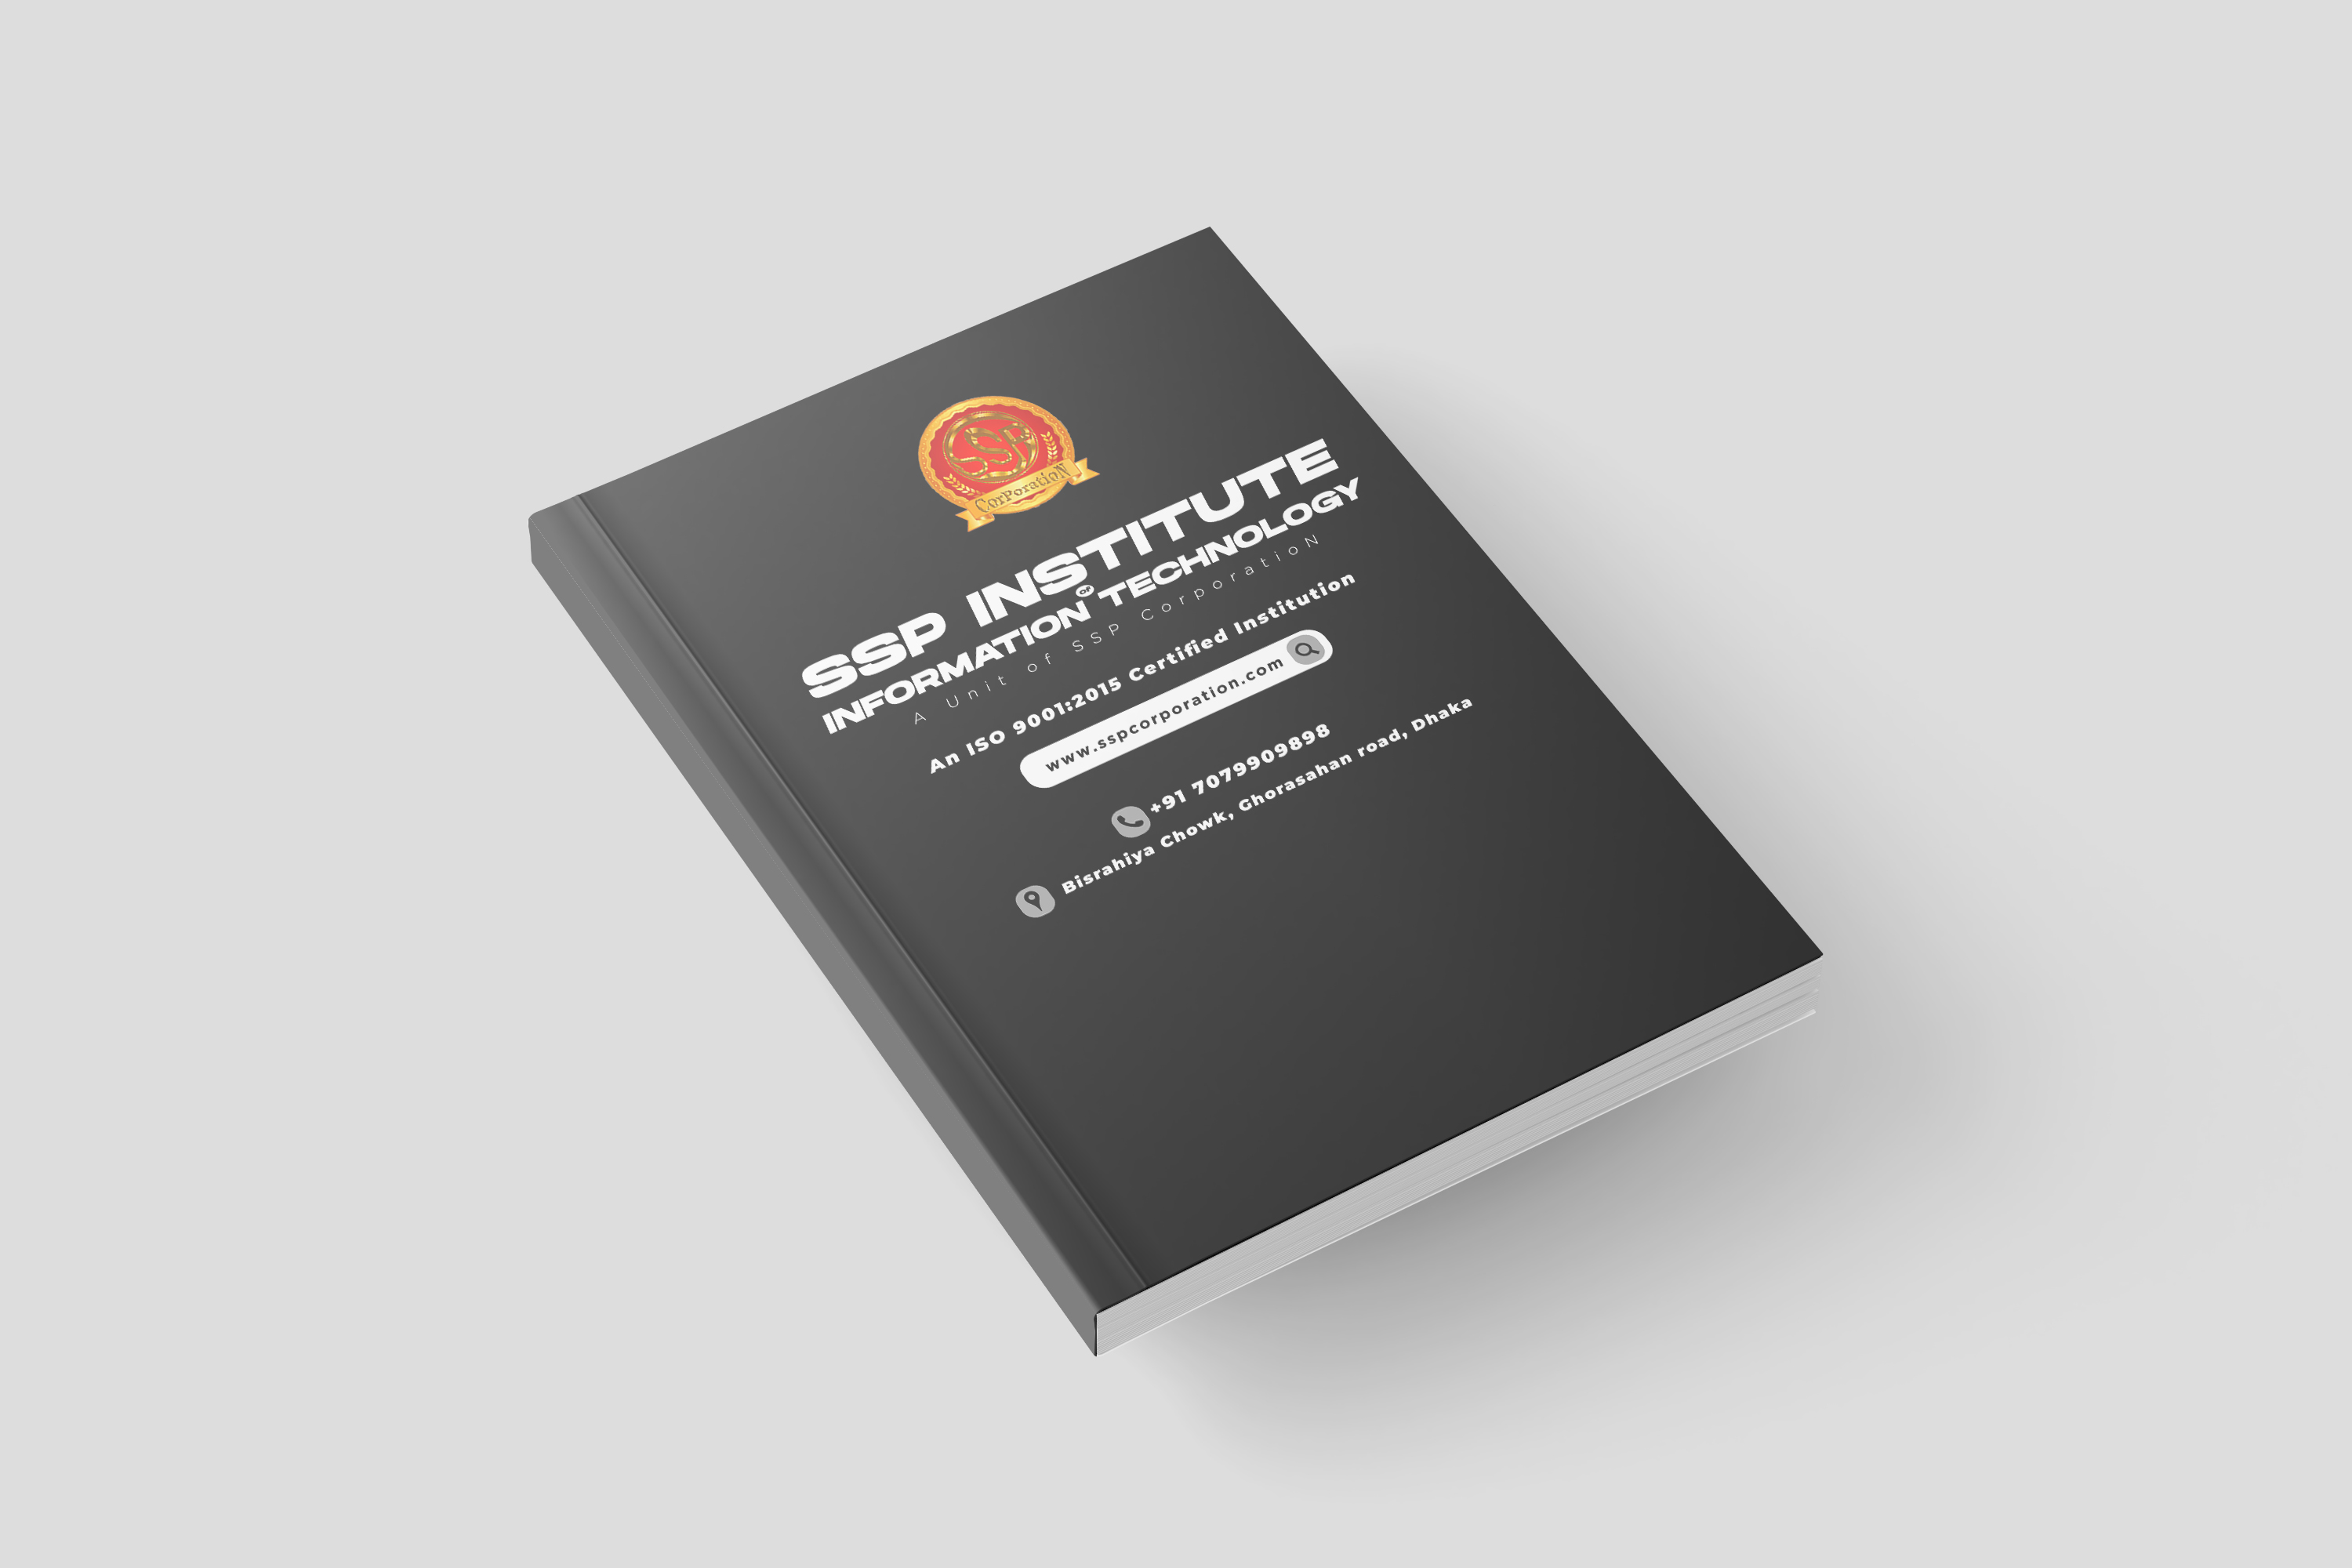 SSP
CorPoratioN
SSP INSTITUTE
OF
INFORMATION TECHNOLOGY
A Unit of SSP CorporatioN
An ISO 9001:2015 Certified Institution
www.sspcorporation.com
+91 7079909898
Bisrahiya Chowk, Ghorasahan road, Dhaka